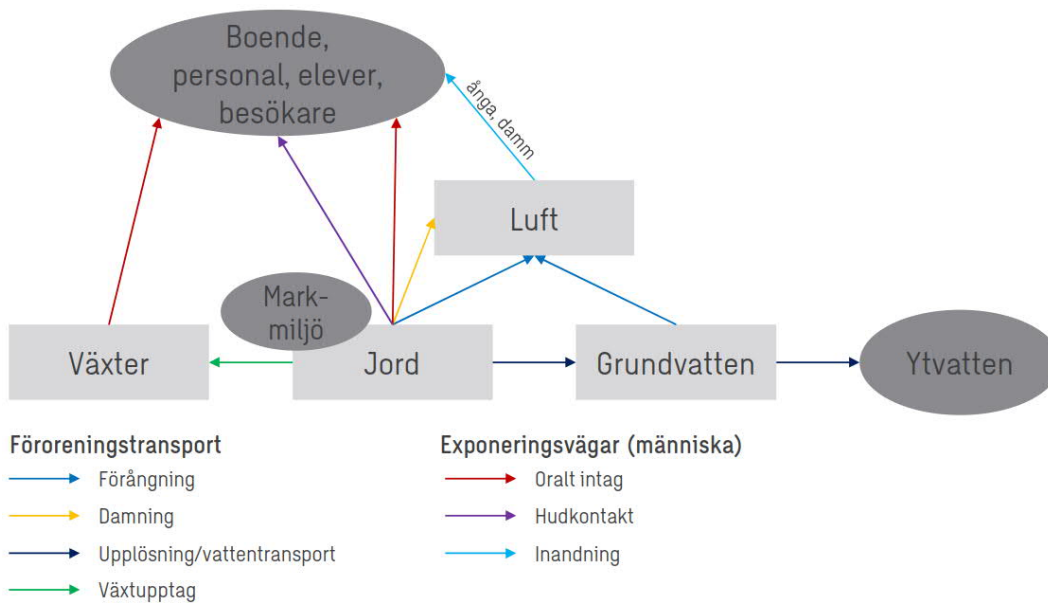 Boende,
personal, elever,
besökare
ånga, damm
Luft
Mark-
miljö
Växter
Jord
Grundvatten
Ytvatten
Föroreningstransport
Förångning
Damning
Upplösning/vattentransport
Växtupptag
Exponeringsvägar (människa)
Oralt intag
Hudkontakt
Inandning